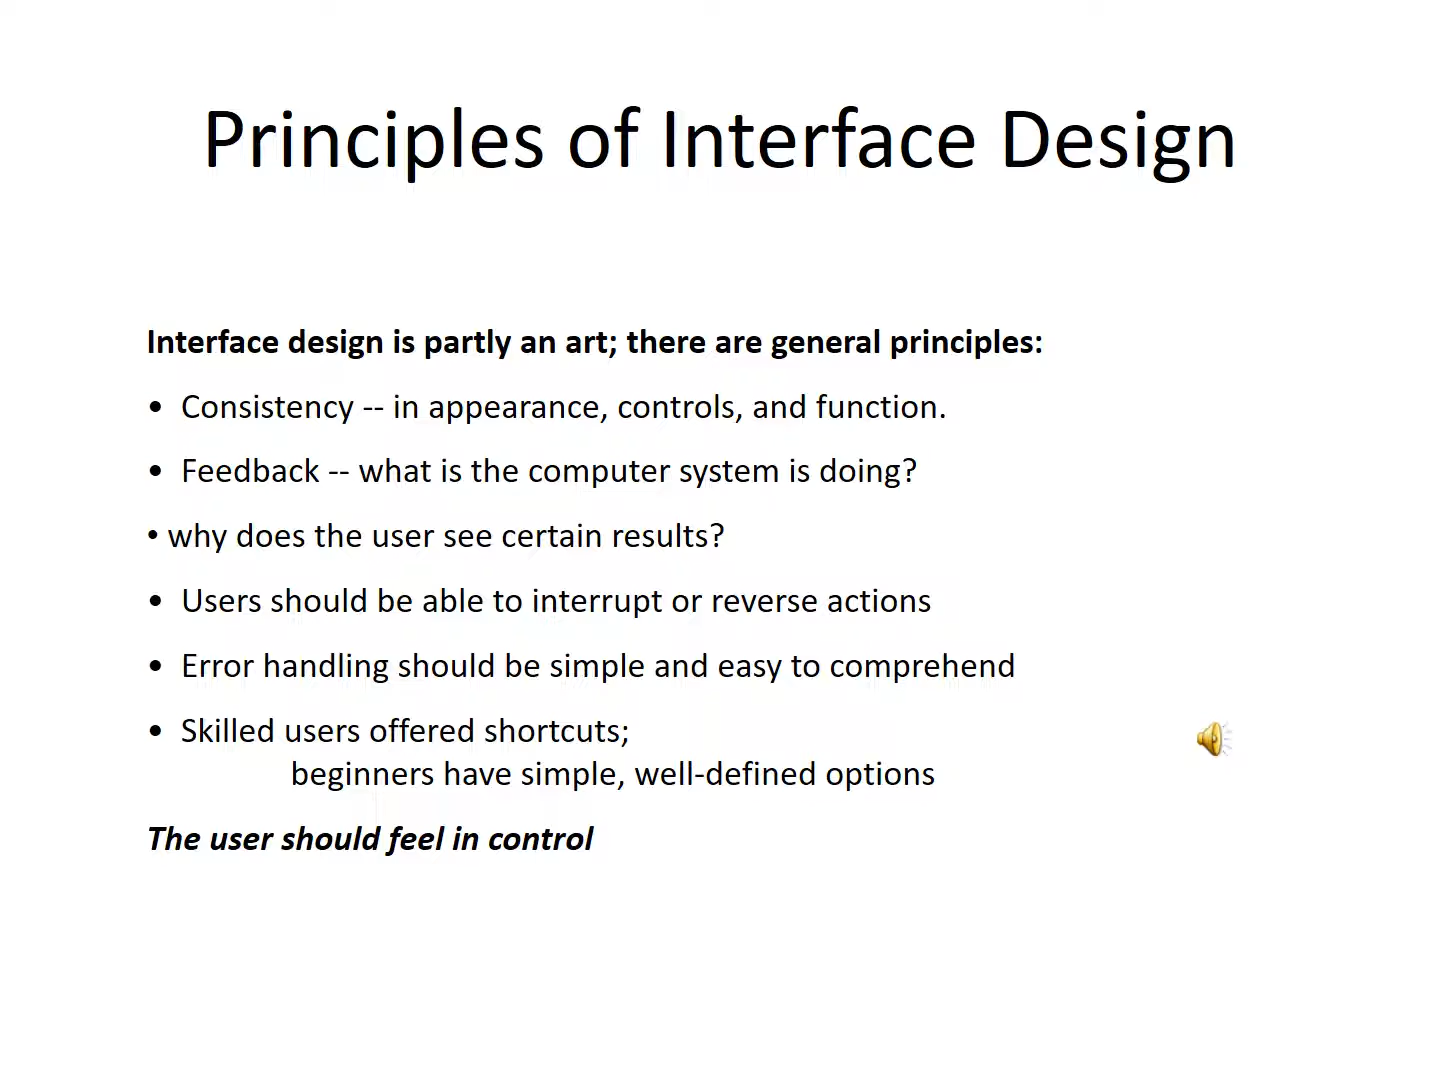 Principles of Interface Design
Interface design is partly an art; there are general principles:
• Consistency -- in appearance, controls, and function.
• Feedback -- what is the computer system is doing?
• why does the user see certain results?
• Users should be able to interrupt or reverse actions
• Error handling should be simple and easy to comprehend
• Skilled users offered shortcuts;
beginners have simple, well-defined options
The user should feel in control